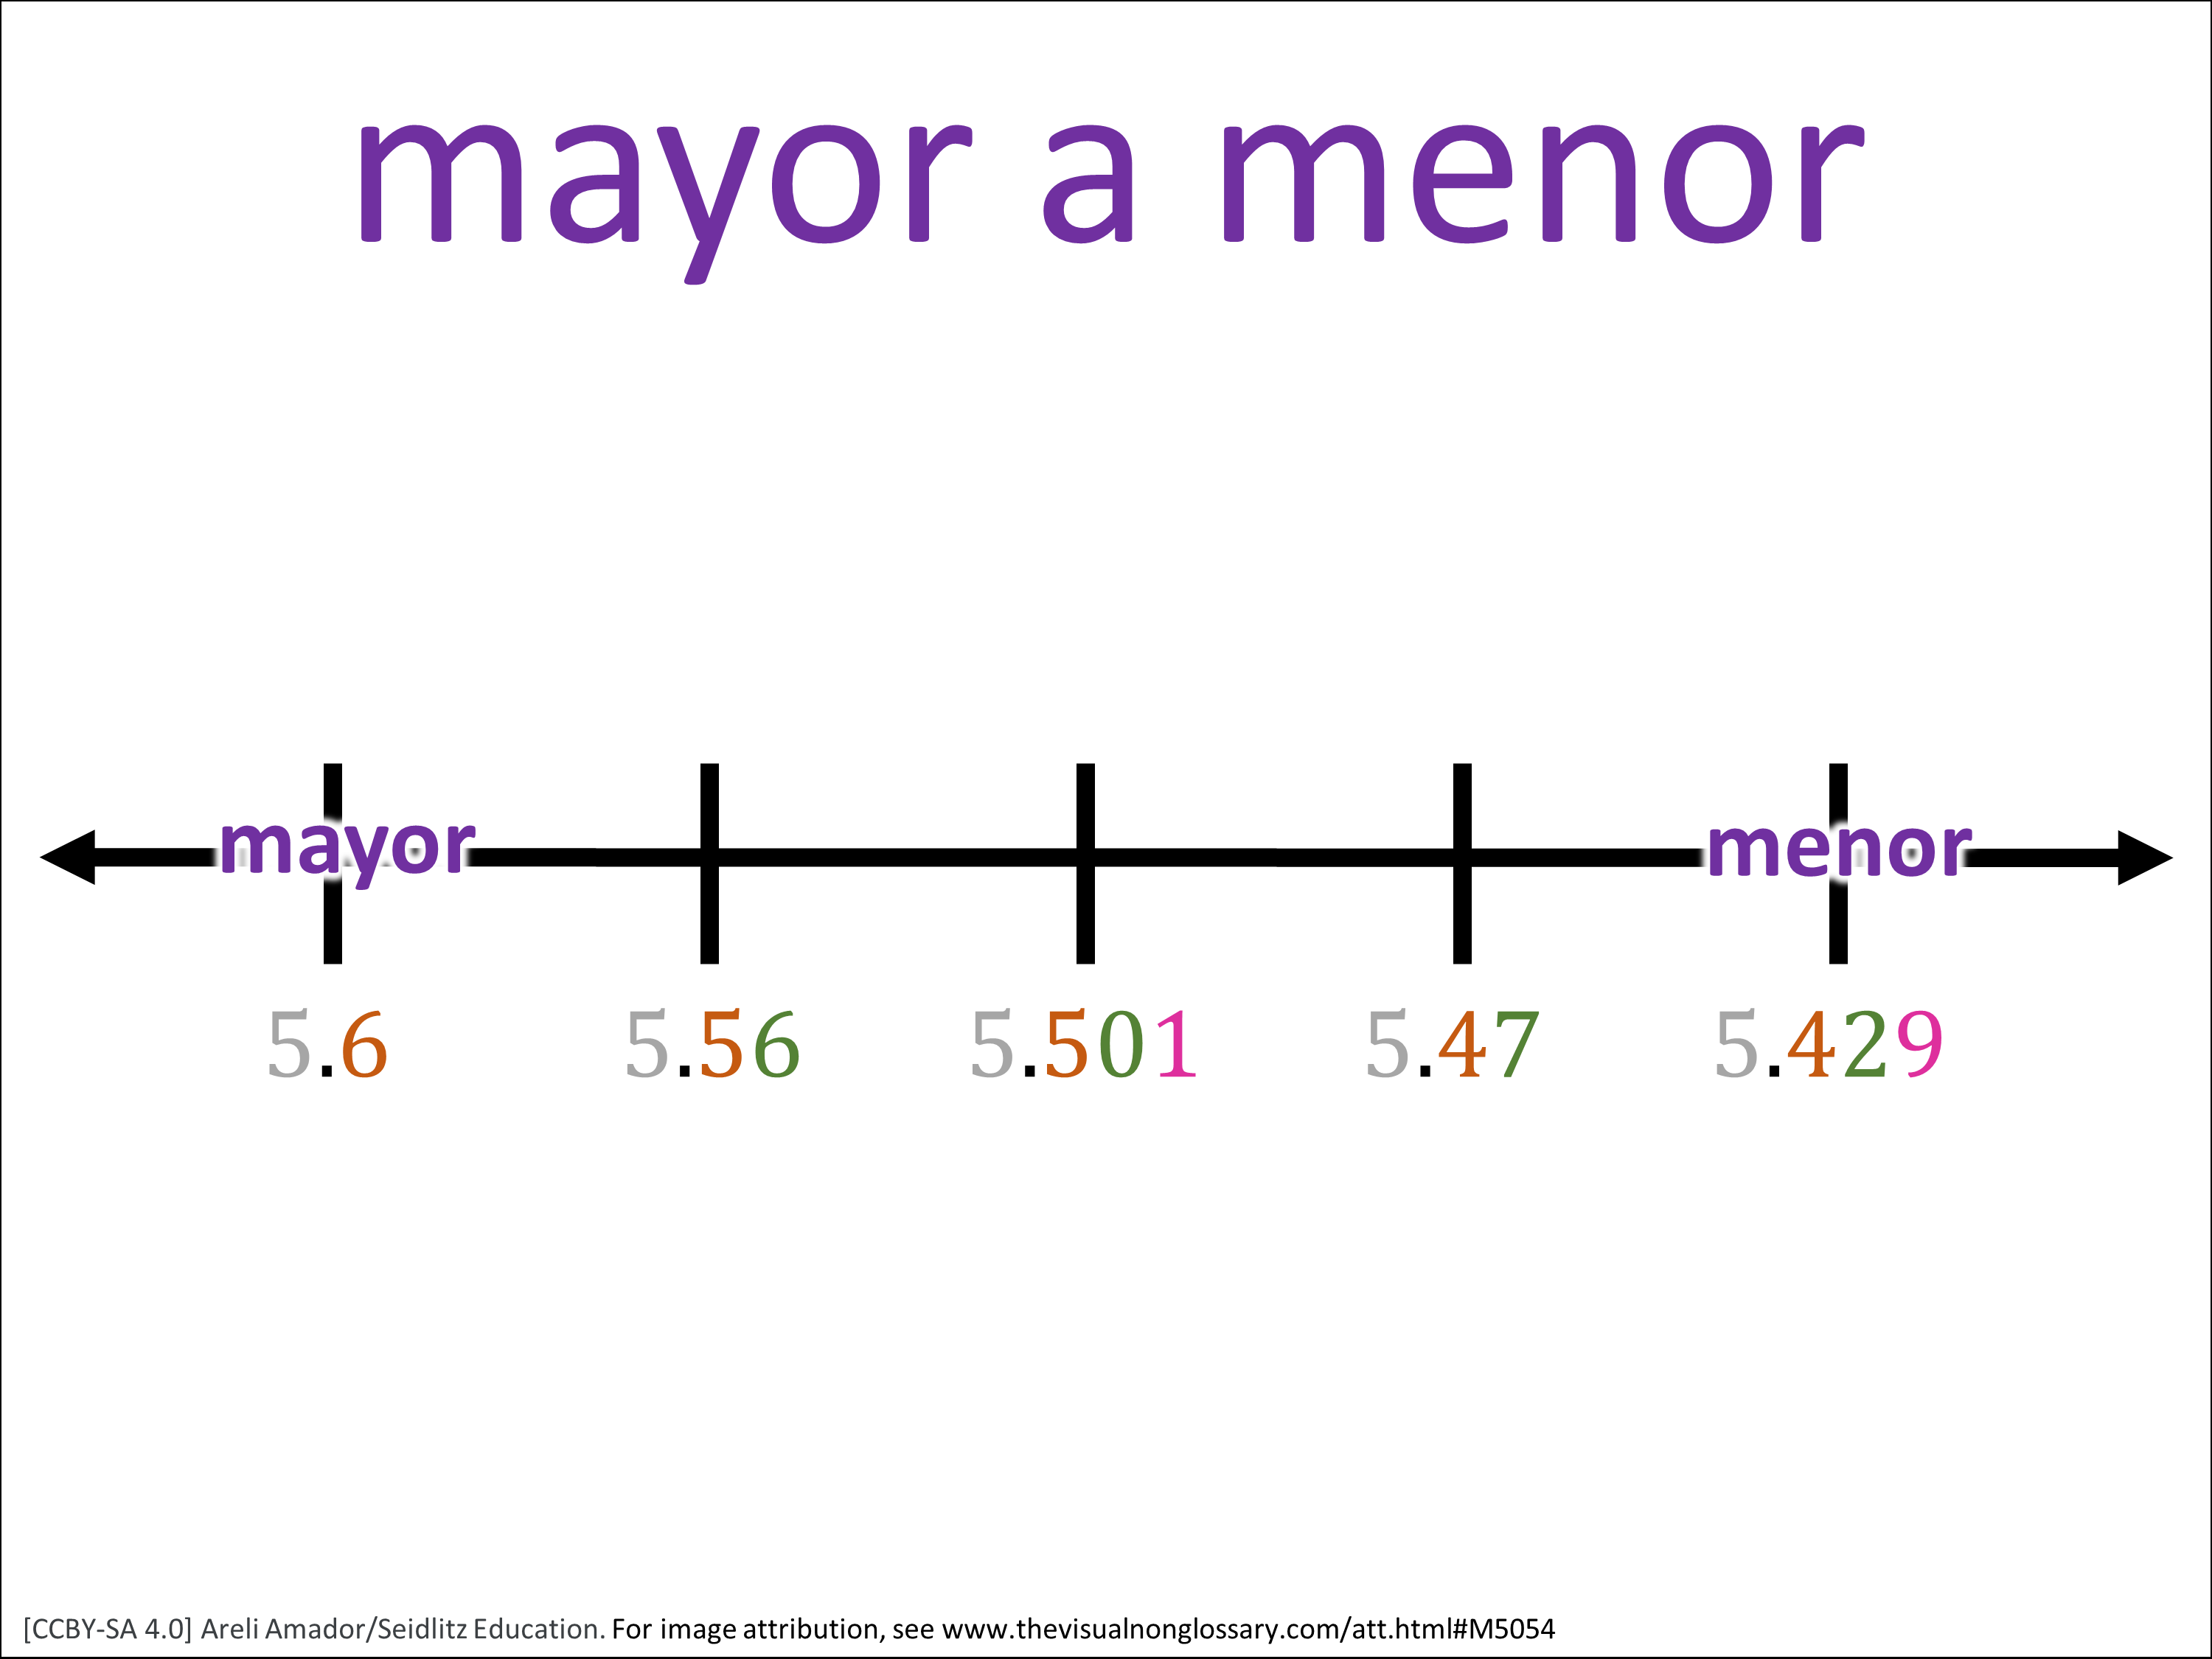 mayor a menor
mayor menor
5.6 5.56 5.501 5.47 5.429
[CCBY-SA 4.0] Areli Amador/Seidlitz Education. For image attribution, see www.thevisualnonglossary.com/att.html#M5054